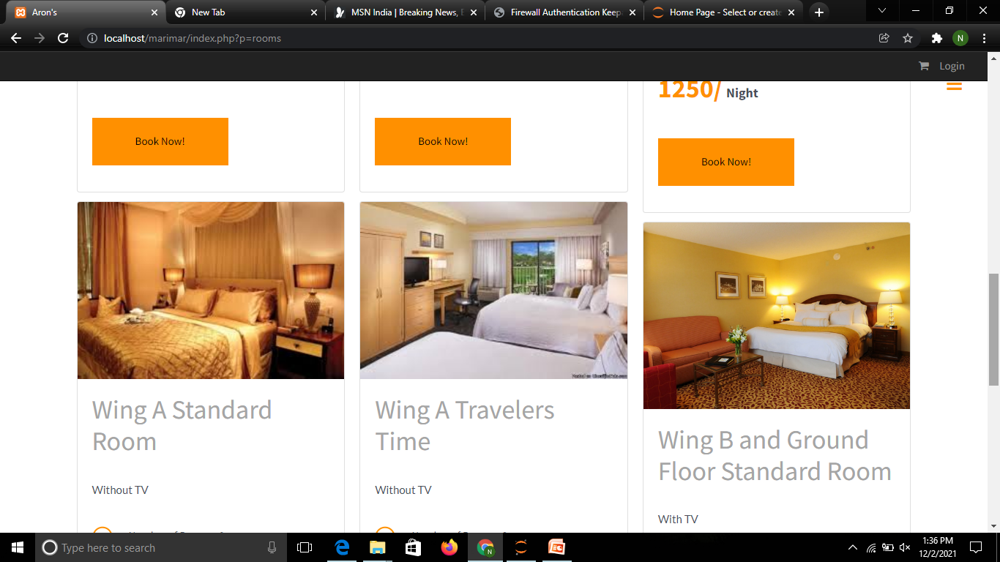 Aron's
New Tab
MSN India | Breaking News, E
Firewall Authentication Keep
Home Page - Select or create
localhost/marimar/index.php?p=rooms
N
Login
1250/ Night
Book Now!
Book Now!
Book Now!
Wing A Standard
Room
Without TV
Wing A Travelers
Time
Without TV
Wing B and Ground
Floor Standard Room
With TV
Type here to search
1:36 PM
12/2/2021